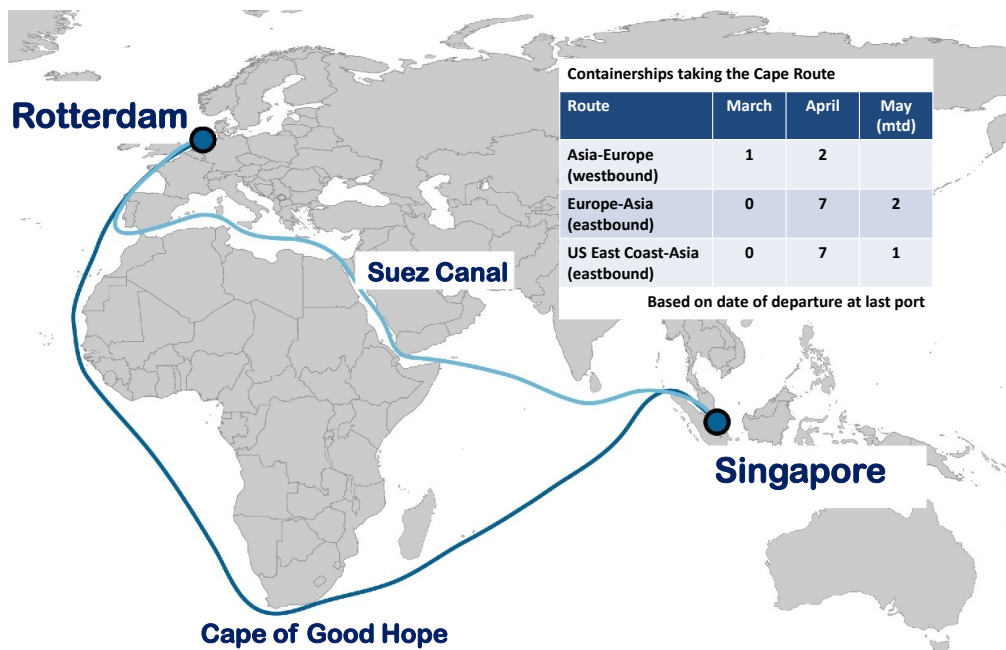 Containerships taking the Cape Route
Route March April May (mtd)
Asia-Europe (westbound) 1 2
Europe-Asia (eastbound) 0 7 2
US East Coast-Asia (eastbound) 0 7 1
Based on date of departure at last port
Rotterdam
Suez Canal
Singapore
Cape of Good Hope